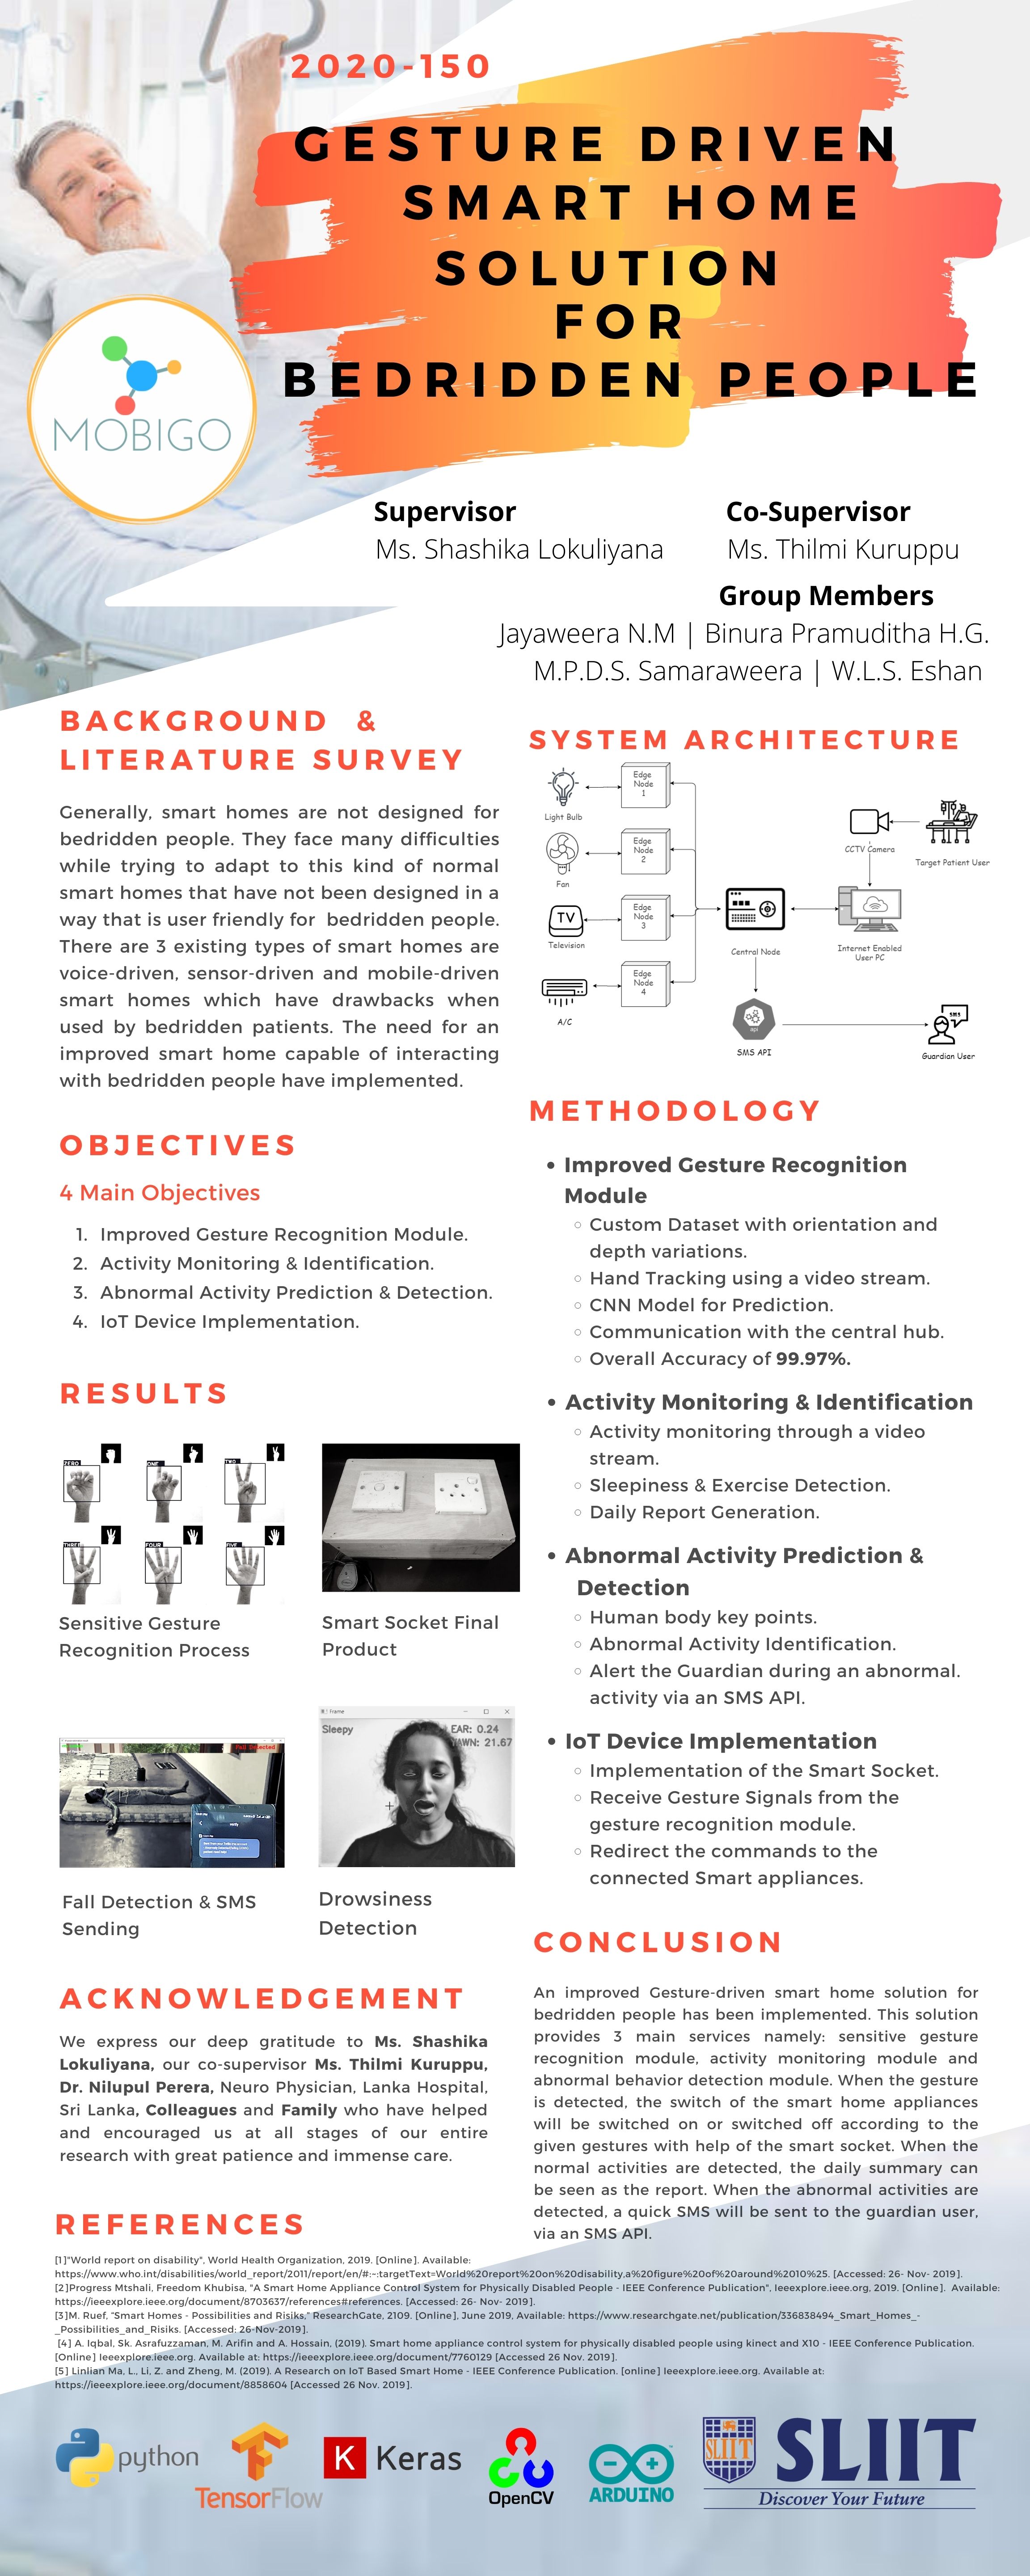 2020-150
GESTURE DRIVEN
SMART HOME
SOLUTION
FOR
BEDRIDDEN PEOPLE
MOBIGO
Supervisor
Ms. Shashika Lokuliyana
Co-Supervisor
Ms. Thilmi Kuruppu
Group Members
Jayaweera N.M | Binura Pramuditha H.G.
M.P.D.S. Samaraweera | W.L.S. Eshan
BACKGROUND &
LITERATURE SURVEY
Generally, smart homes are not designed for
bedridden people. They face many difficulties
while trying to adapt to this kind of normal
smart homes that have not been designed in a
way that is user friendly for bedridden people.
There are 3 existing types of smart homes are
voice-driven, sensor-driven and mobile-driven
smart homes which have drawbacks when
used by bedridden patients. The need for an
improved smart home capable of interacting
with bedridden people have implemented.
OBJECTIVES
4 Main Objectives
1. Improved Gesture Recognition Module.
2. Activity Monitoring & Identification.
3. Abnormal Activity Prediction & Detection.
4. IoT Device Implementation.
RESULTS
ZERO
ONE
TWO
THREE
FOUR
FIVE
Sensitive Gesture
Recognition Process
Smart Socket Final
Product
Fall Detected
Fall Detection & SMS
Sending
Frame
Sleepy
EAR: 0.24
YAWN: 21.67
Drowsiness
Detection
ACKNOWLEDGEMENT
We express our deep gratitude to Ms. Shashika
Lokuliyana, our co-supervisor Ms. Thilmi Kuruppu,
Dr. Nilupul Perera, Neuro Physician, Lanka Hospital,
Sri Lanka, Colleagues and Family who have helped
and encouraged us at all stages of our entire
research with great patience and immense care.
SYSTEM ARCHITECTURE
Light Bulb
Edge
Node
1
Fan
Edge
Node
2
TV
Television
Edge
Node
3
A/C
Edge
Node
4
Central Node
CCTV Camera
Target Patient User
Internet Enabled
User PC
SMS API
SMS
Guardian User
METHODOLOGY
• Improved Gesture Recognition
Module
○ Custom Dataset with orientation and
depth variations.
○ Hand Tracking using a video stream.
○ CNN Model for Prediction.
○ Communication with the central hub.
○ Overall Accuracy of 99.97%.
• Activity Monitoring & Identification
○ Activity monitoring through a video
stream.
○ Sleepiness & Exercise Detection.
○ Daily Report Generation.
• Abnormal Activity Prediction &
Detection
○ Human body key points.
○ Abnormal Activity Identification.
○ Alert the Guardian during an abnormal.
activity via an SMS API.
• IoT Device Implementation
○ Implementation of the Smart Socket.
○ Receive Gesture Signals from the
gesture recognition module.
○ Redirect the commands to the
connected Smart appliances.
CONCLUSION
An improved Gesture-driven smart home solution for
bedridden people has been implemented. This solution
provides 3 main services namely: sensitive gesture
recognition module, activity monitoring module and
abnormal behavior detection module. When the gesture
is detected, the switch of the smart home appliances
will be switched on or switched off according to the
given gestures with help of the smart socket. When the
normal activities are detected, the daily summary can
be seen as the report. When the abnormal activities are
detected, a quick SMS will be sent to the guardian user,
via an SMS API.
REFERENCES
[1]"World report on disability", World Health Organization, 2019. [Online]. Available:
https://www.who.int/disabilities/world_report/2011/report/en/#:~:targetText=World%20report%20on%20disability,a%20figure%20of%20around%2010%25. [Accessed: 26- Nov- 2019].
[2]Progress Mtshali, Freedom Khubisa, "A Smart Home Appliance Control System for Physically Disabled People - IEEE Conference Publication", Ieeexplore.ieee.org, 2019. [Online]. Available:
https://ieeexplore.ieee.org/document/8703637/references#references. [Accessed: 26- Nov- 2019].
[3]M. Ruef, "Smart Homes - Possibilities and Risiks," ResearchGate, 2109. [Online], June 2019, Available: https://www.researchgate.net/publication/336838494_Smart_Homes_-
_Possibilities_and_Risiks. [Accessed: 26-Nov-2019].
[4] A. Iqbal, Sk. Asrafuzzaman, M. Arifin and A. Hossain, (2019). Smart home appliance control system for physically disabled people using kinect and X10 - IEEE Conference Publication.
[Online] Ieeexplore.ieee.org. Available at: https://ieeexplore.ieee.org/document/7760129 [Accessed 26 Nov. 2019].
[5] Linlian Ma, L., Li, Z. and Zheng, M. (2019). A Research on IoT Based Smart Home - IEEE Conference Publication. [online] Ieeexplore.ieee.org. Available at:
https://ieeexplore.ieee.org/document/8858604 [Accessed 26 Nov. 2019].
python
TensorFlow
K Keras
OpenCV
ARDUINO
SLIIT
SLIIT
Discover Your Future